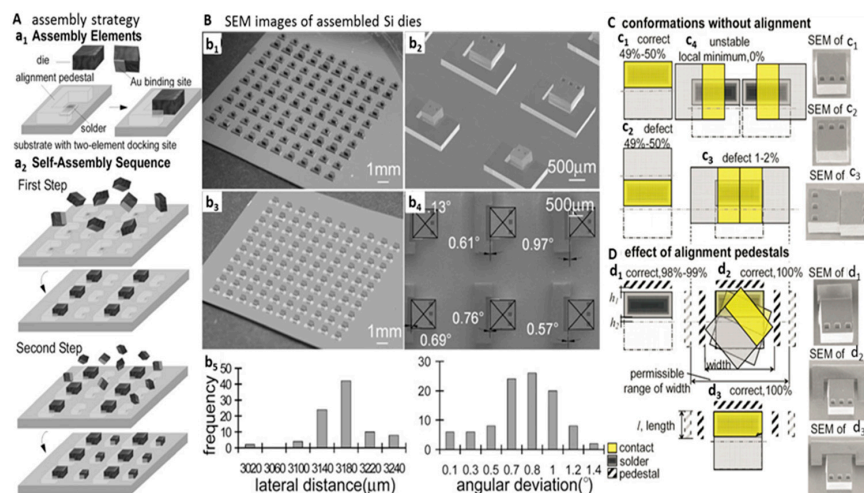 A assembly strategy
a1 Assembly Elements
die
Au binding site
alignment pedestal
solder
substrate with two-element docking site
a2 Self-Assembly Sequence
First Step
Second Step
B SEM images of assembled Si dies
b1
1mm
b2
500μm
b3
1mm
b4
500μm
13°
0.61°
0.97°
0.69°
0.76°
0.57°
b5
frequency
50
40
30
20
10
0
3020 3060 3100 3140 3180 3240
lateral distance(μm)
30
20
10
0
0.1 0.3 0.5 0.7 0.8 1 1.2 1.4
angular deviation(°)
C conformations without alignment
c1 correct
49%-50%
c4 unstable
local minimum,0%
SEM of c1
c2 defect
49%-50%
SEM of c2
c3 defect 1-2%
SEM of c3
D effect of alignment pedestals
d1 correct,98%-99%
d2 correct,100%
SEM of d1
h1
h2
width
permissible
range of width
SEM of d2
d3 correct,100%
l, length
SEM of d3
contact
solder
pedestal